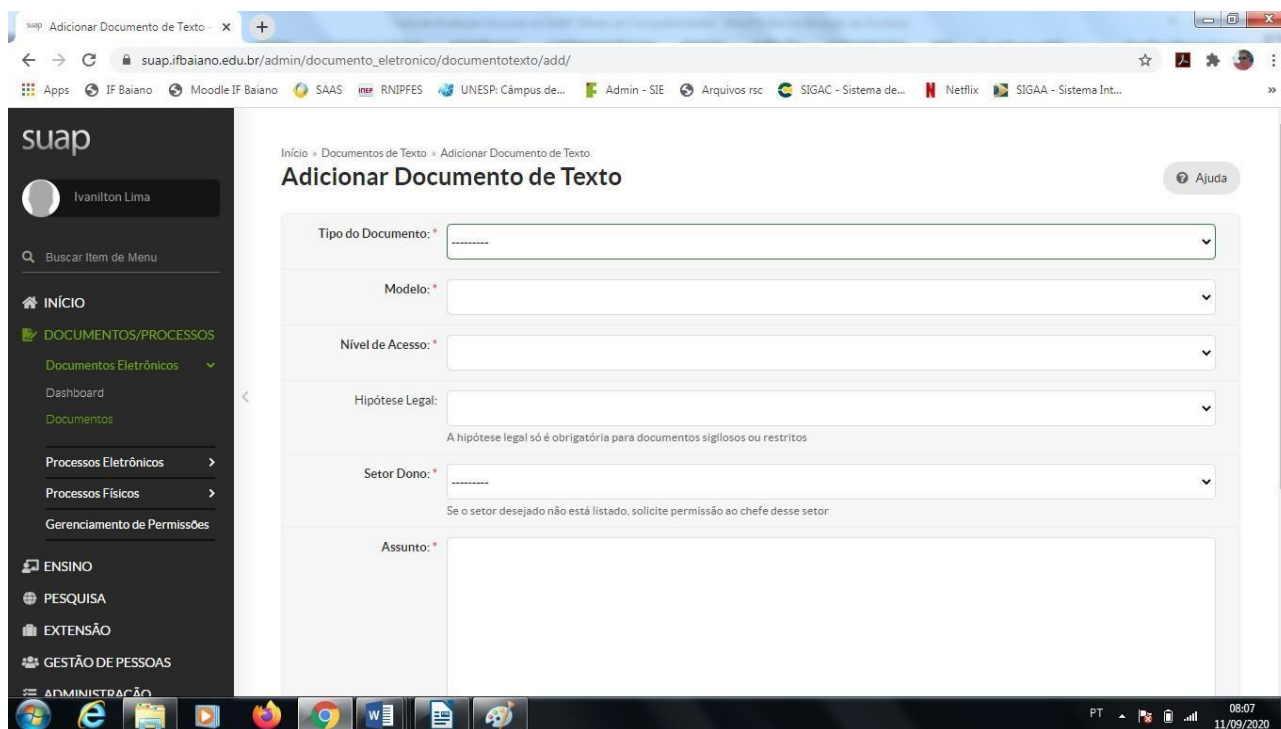 suap Adicionar Documento de Texto - X +
suap.ifbaiano.edu.br/admin/documento_eletronico/documentotexto/add/
Apps IF Baiano Moodle IF Baiano SAAS inep RNIPFES UNESP: Câmpus de... Admin - SIE Arquivos rsc SIGAC - Sistema de... Netflix SIGAA - Sistema Int... »
suap
Ivanilton Lima
Buscar Item de Menu
INÍCIO
DOCUMENTOS/PROCESSOS
Documentos Eletrônicos
Dashboard
Documentos
Processos Eletrônicos
Processos Físicos
Gerenciamento de Permissões
ENSINO
PESQUISA
EXTENSÃO
GESTÃO DE PESSOAS
ADMINISTRAÇÃO
Início » Documentos de Texto » Adicionar Documento de Texto
Adicionar Documento de Texto
Ajuda
Tipo do Documento: * ---------
Modelo: *
Nível de Acesso: *
Hipótese Legal:
A hipótese legal só é obrigatória para documentos sigilosos ou restritos
Setor Dono: * ---------
Se o setor desejado não está listado, solicite permissão ao chefe desse setor
Assunto: *
PT 08:07
11/09/2020